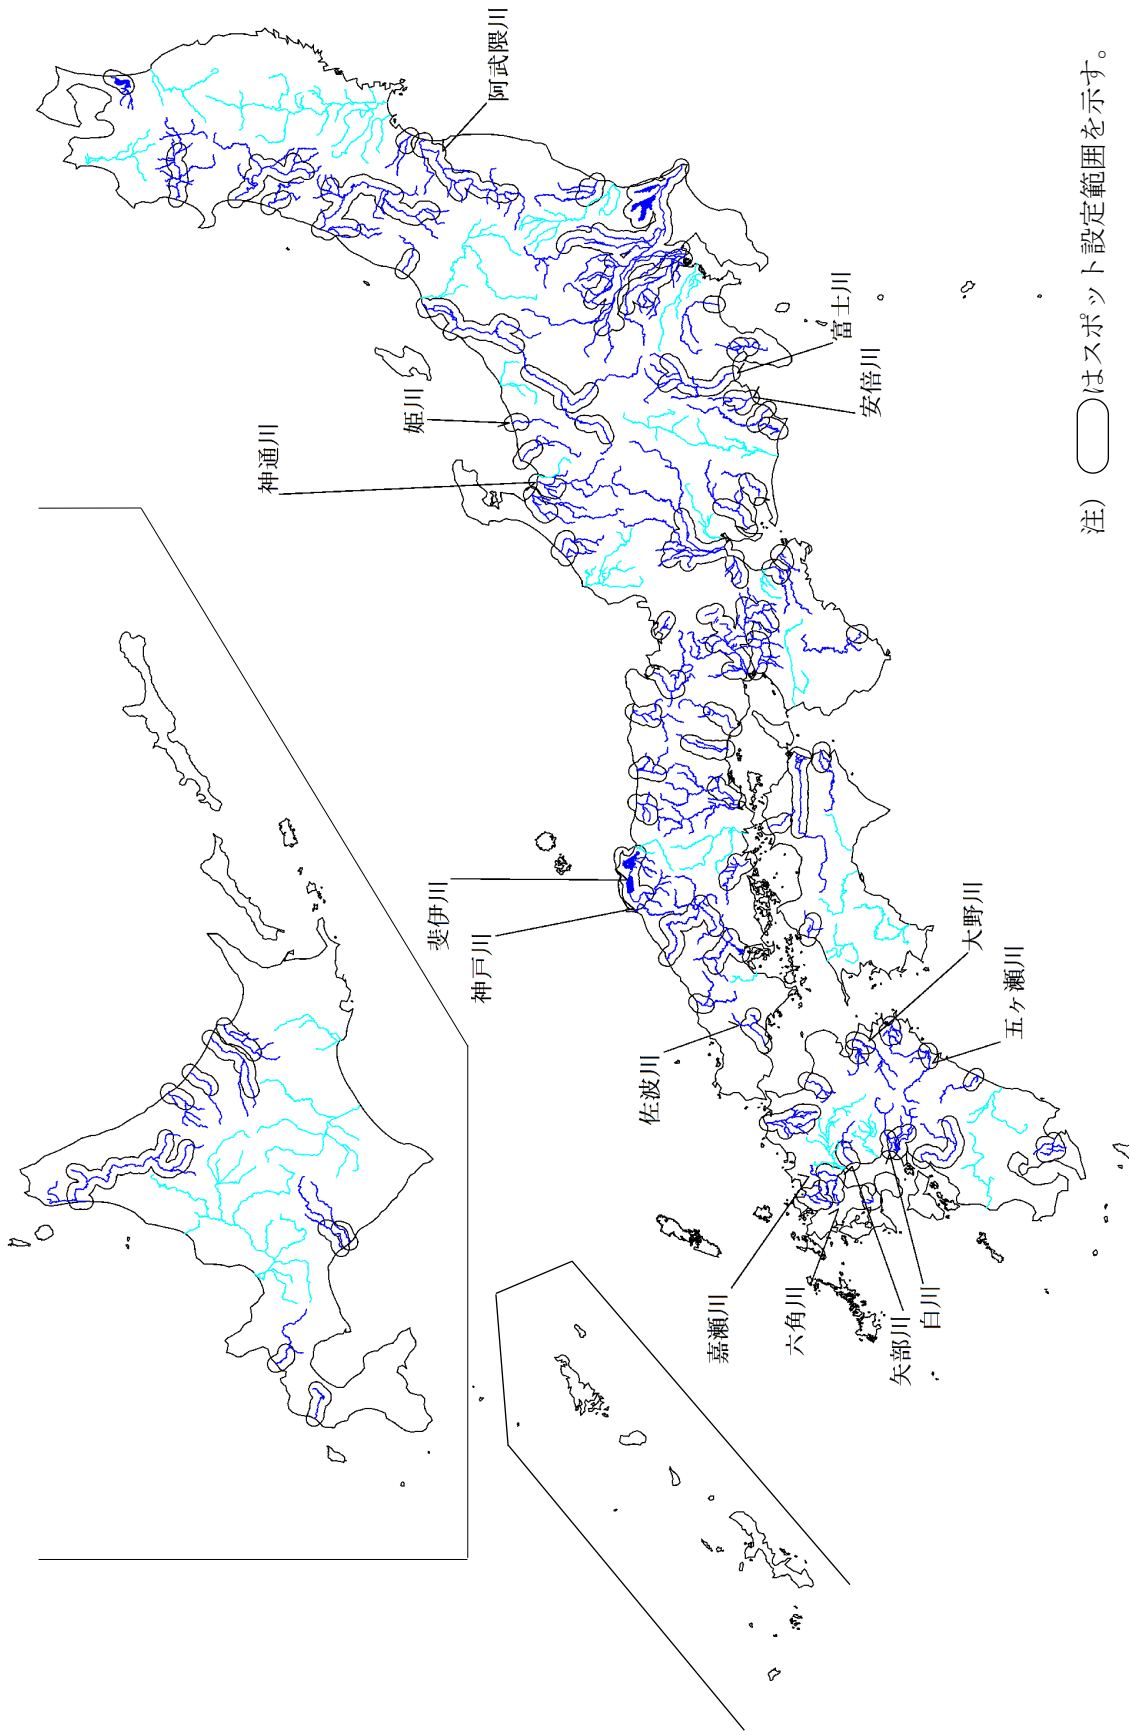 阿武隈川
富士川
安倍川
姫川
神通川
斐伊川
神戸川
佐波川
大野川
五ヶ瀬川
嘉瀬川
六角川
矢部川
白川
注） はスポット設定範囲を示す。